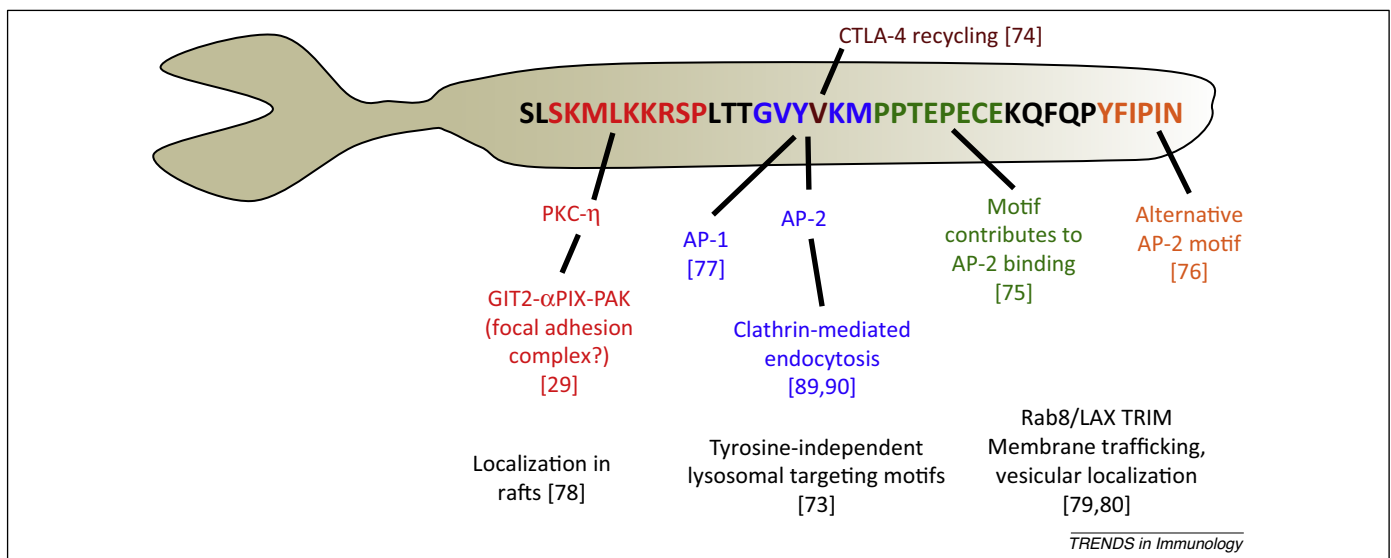 CTLA-4 recycling [74]
SLSKMLKKRSPLTTGVYVKMPPTEPECEKQFQPYFIPIN
PKC-η
GIT2-αPIX-PAK
(focal adhesion
complex?)
[29]
AP-1
[77]
AP-2
Clathrin-mediated
endocytosis
[89,90]
Motif
contributes to
AP-2 binding
[75]
Alternative
AP-2 motif
[76]
Localization in
rafts [78]
Tyrosine-independent
lysosomal targeting motifs
[73]
Rab8/LAX TRIM
Membrane trafficking,
vesicular localization
[79,80]
TRENDS in Immunology